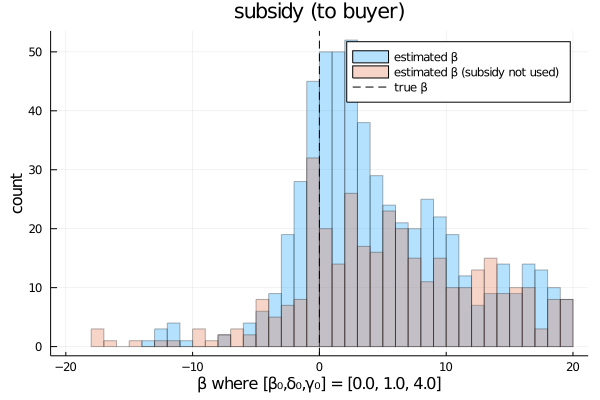 subsidy (to buyer)
estimated β
estimated β (subsidy not used)
true β
count
50
40
30
20
10
0
−20 −10 0 10 20
β where [β₀,δ₀,γ₀] = [0.0, 1.0, 4.0]